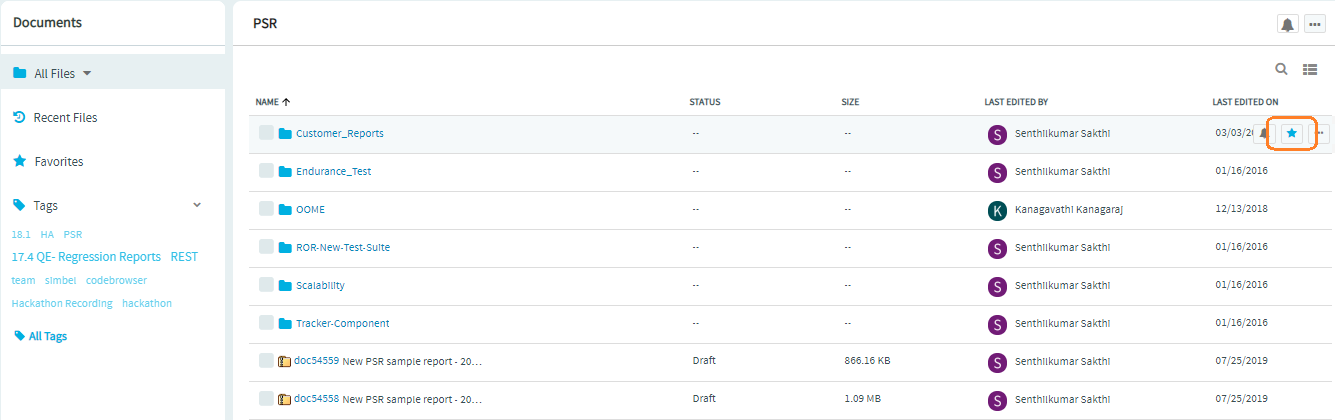 Documents
PSR
All Files
Recent Files
Favorites
Tags
18.1 HA PSR
17.4 QE- Regression Reports REST
team simbel codebrowser
Hackathon Recording hackathon
All Tags
NAME STATUS SIZE LAST EDITED BY LAST EDITED ON
Customer_Reports -- -- S Senthilkumar Sakthi 03/03/
Endurance_Test -- -- S Senthilkumar Sakthi 01/16/2016
OOME -- -- K Kanagavathi Kanagaraj 12/13/2018
ROR-New-Test-Suite -- -- S Senthilkumar Sakthi 01/16/2016
Scalability -- -- S Senthilkumar Sakthi 01/16/2016
Tracker-Component -- -- S Senthilkumar Sakthi 01/16/2016
doc54559 New PSR sample report - 20... Draft 866.16 KB S Senthilkumar Sakthi 07/25/2019
doc54558 New PSR sample report - 20... Draft 1.09 MB S Senthilkumar Sakthi 07/25/2019